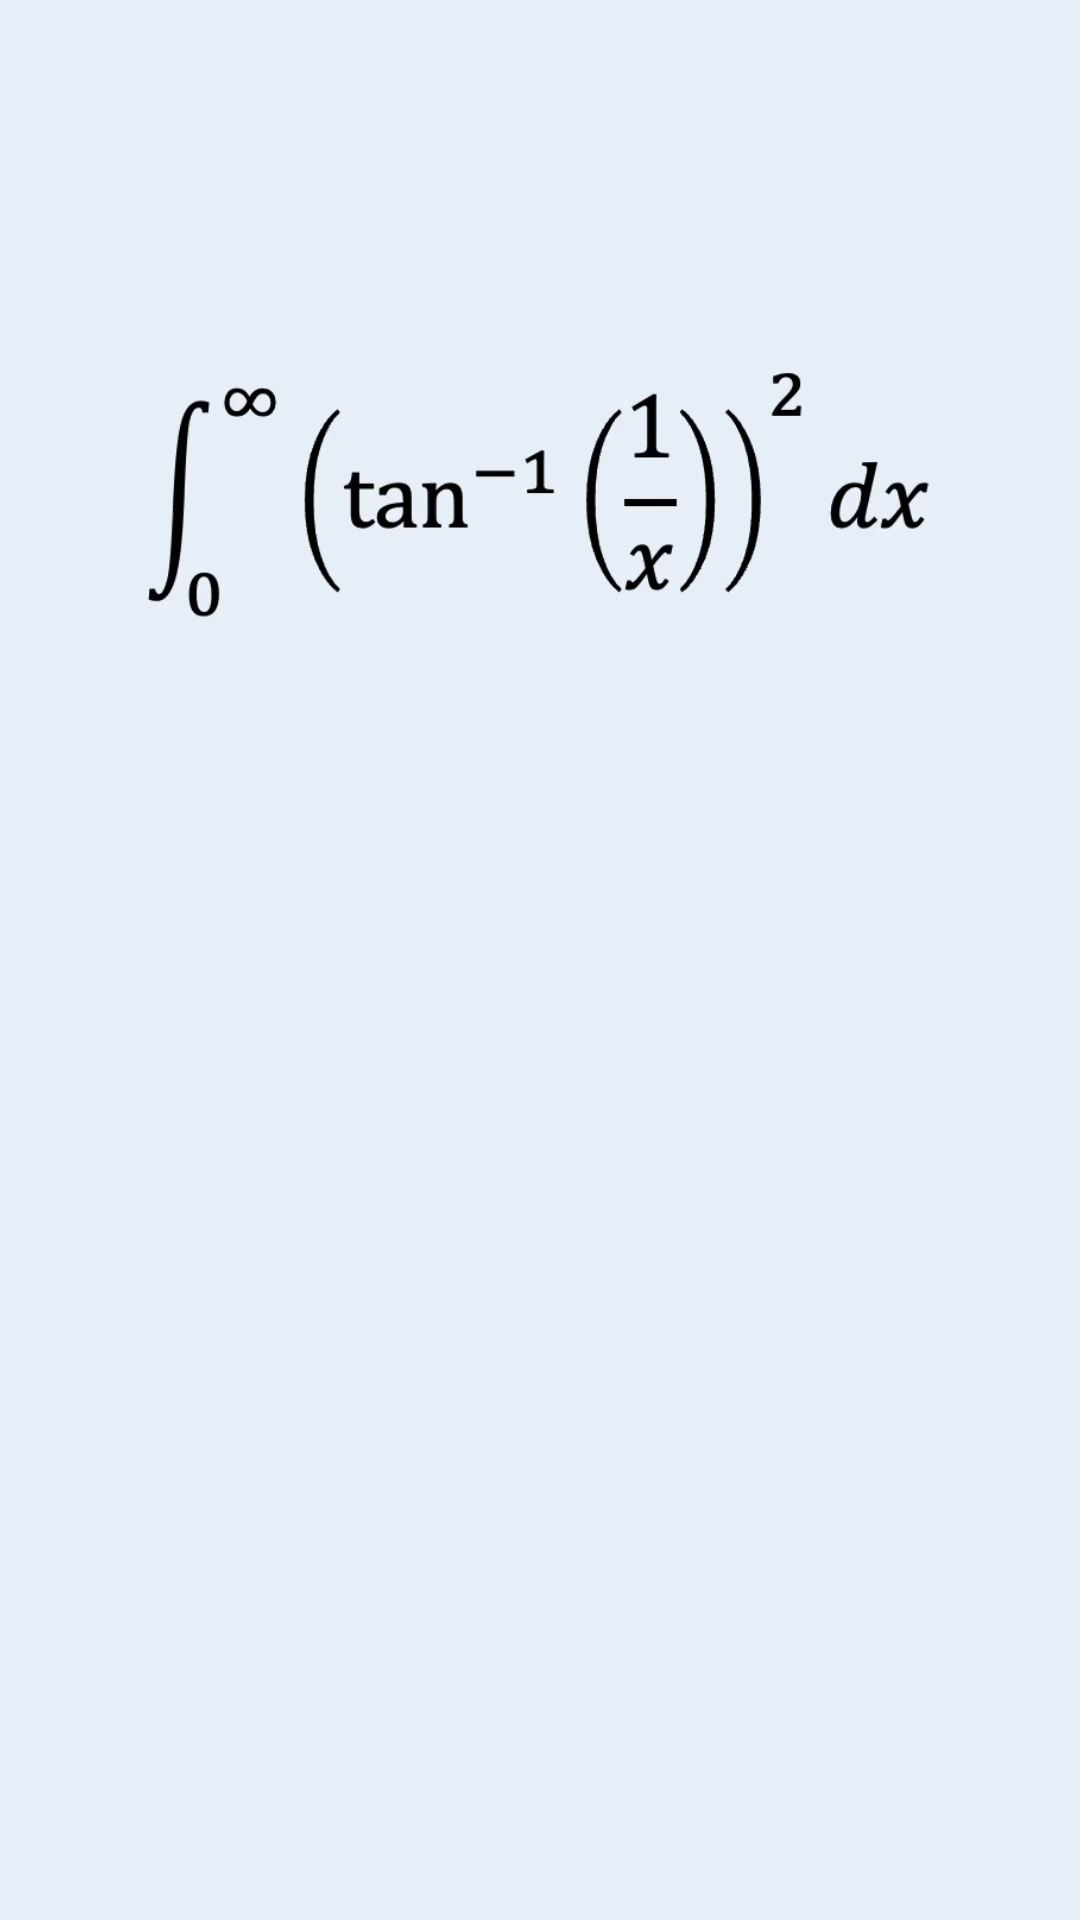 ∫₀^∞ (tan⁻¹(1/x))² dx